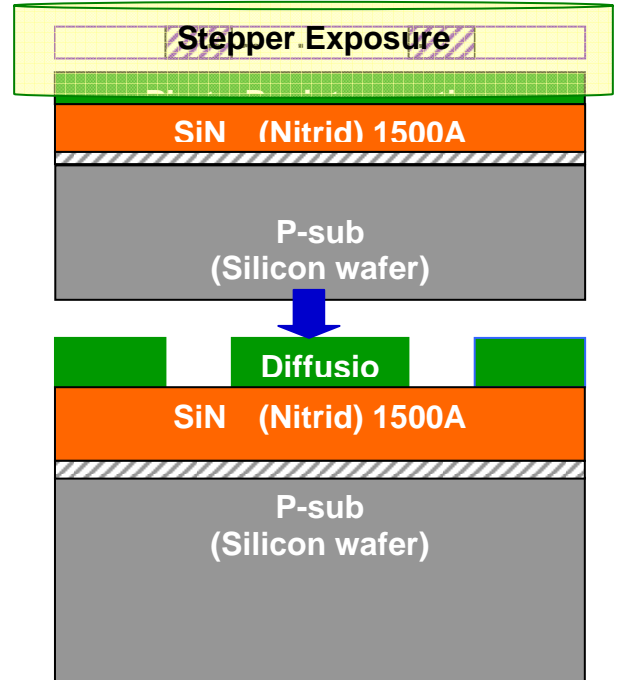 Stepper Exposure
SiN (Nitrid) 1500A
P-sub
(Silicon wafer)
Diffusio
SiN (Nitrid) 1500A
P-sub
(Silicon wafer)